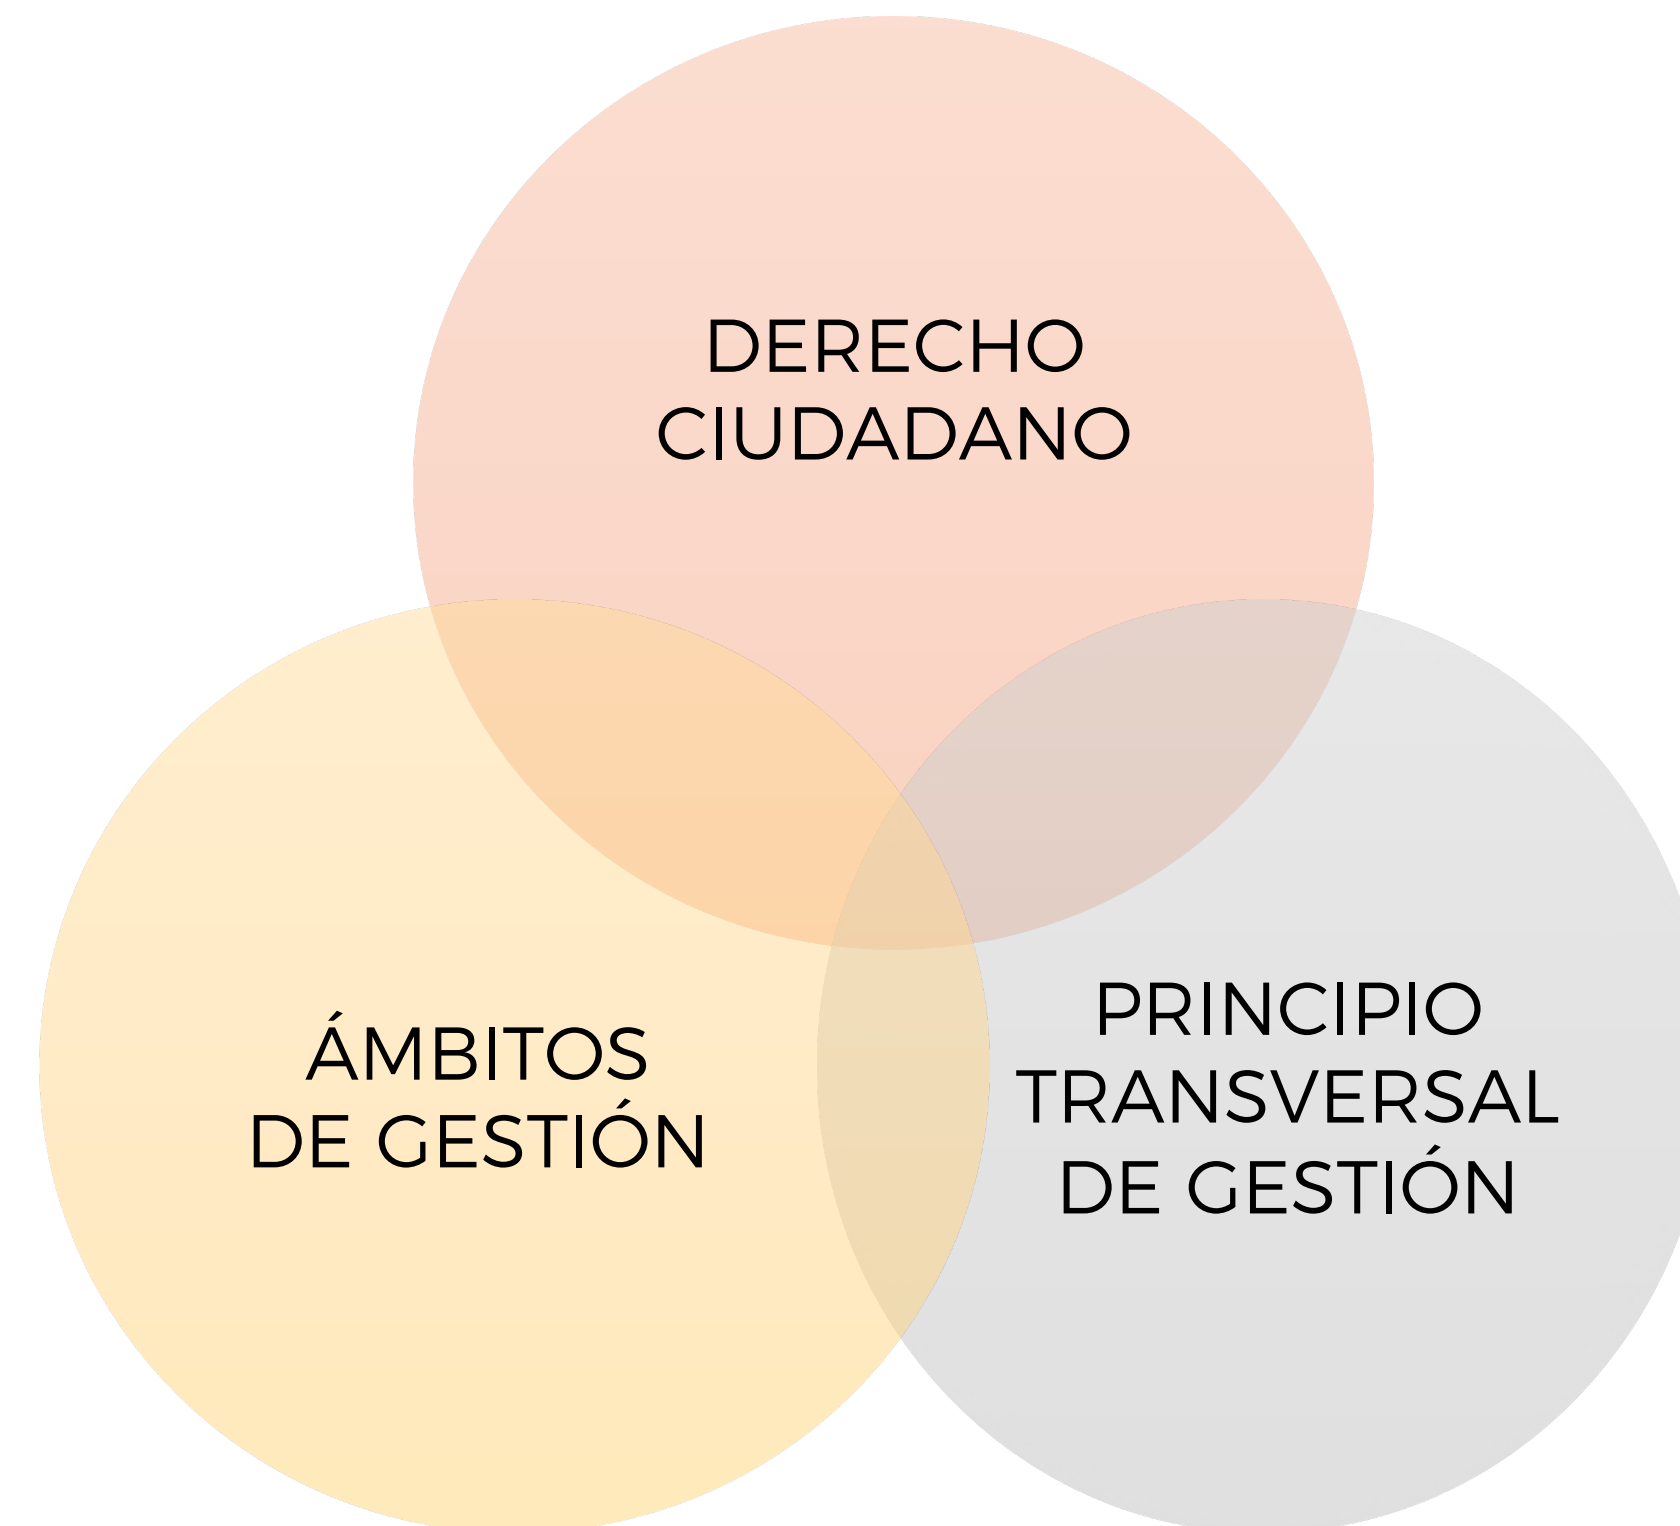 DERECHO
CIUDADANO
ÁMBITOS
DE GESTIÓN
PRINCIPIO
TRANSVERSAL
DE GESTIÓN